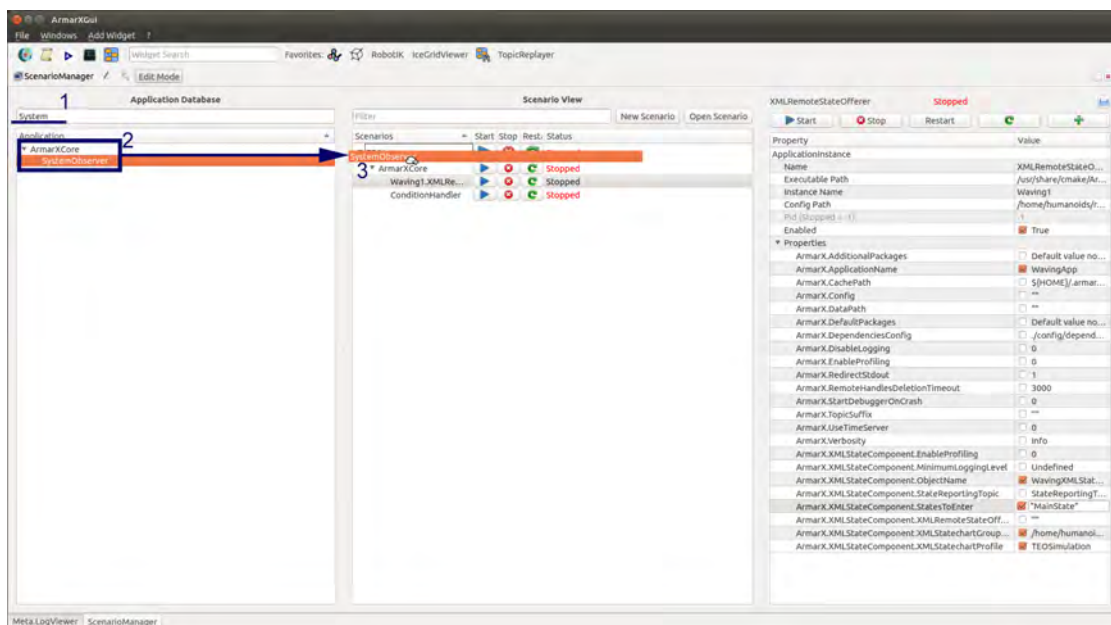 ArmarXGui
File Windows Add Widget ?
Widget Search Favorites: RobotIK IceGridViewer TopicReplayer
ScenarioManager Edit Mode
1
Application Database
System
Application
2
ArmarXCore
SystemObserver
Scenario View
Filter New Scenario Open Scenario
Scenarios Start Stop Rest. Status
SystemObserver
3
ArmarXCore Stopped
Waving1.XMLRe... Stopped
ConditionHandler Stopped
XMLRemoteStateOfferer Stopped
Start Stop Restart
Property Value
ApplicationInstance
Name XMLRemoteStateO...
Executable Path /usr/share/cmake/Ar...
Instance Name Waving1
Config Path /home/humanoids/r...
Pid (Stopped = -1) -1
Enabled True
Properties
ArmarX.AdditionalPackages Default value no...
ArmarX.ApplicationName WavingApp
ArmarX.CachePath ${HOME}/.armar...
ArmarX.Config ""
ArmarX.DataPath ""
ArmarX.DefaultPackages Default value no...
ArmarX.DependenciesConfig ./config/depend...
ArmarX.DisableLogging 0
ArmarX.EnableProfiling 0
ArmarX.RedirectStdout 1
ArmarX.RemoteHandlesDeletionTimeout 3000
ArmarX.StartDebuggerOnCrash 0
ArmarX.TopicSuffix ""
ArmarX.UseTimeServer 0
ArmarX.Verbosity Info
ArmarX.XMLStateComponent.EnableProfiling 0
ArmarX.XMLStateComponent.MinimumLoggingLevel Undefined
ArmarX.XMLStateComponent.ObjectName WavingXMLStat...
ArmarX.XMLStateComponent.StateReportingTopic StateReportingT...
ArmarX.XMLStateComponent.StatesToEnter "MainState"
ArmarX.XMLStateComponent.XMLRemoteStateOff... ""
ArmarX.XMLStateComponent.XMLStatechartGroup... /home/humanoi...
ArmarX.XMLStateComponent.XMLStatechartProfile TEOSimulation
Meta.LogViewer ScenarioManager